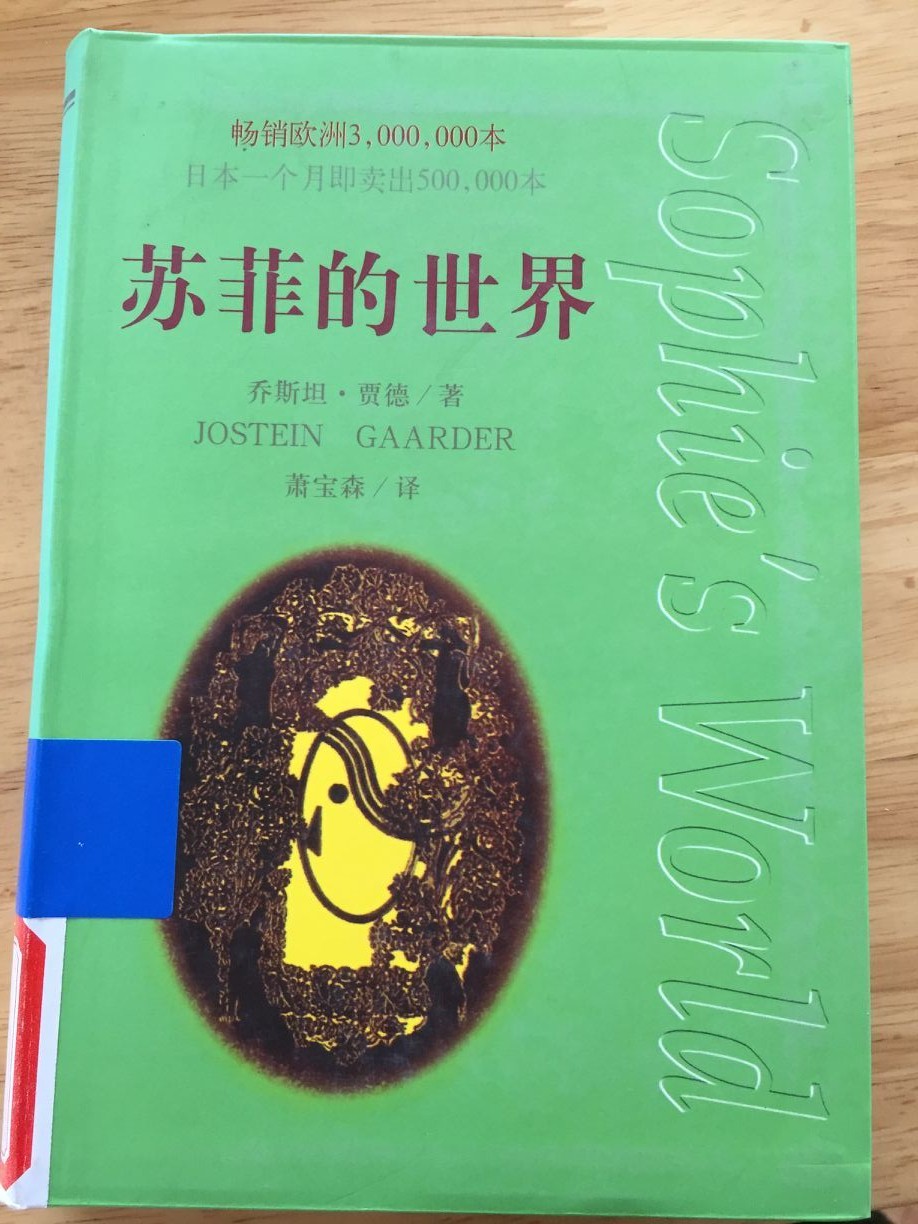 畅销欧洲3,000,000本
日本一个月即卖出500,000本
苏菲的世界
乔斯坦·贾德/著
JOSTEIN GAARDER
萧宝森/译
Sophie's World